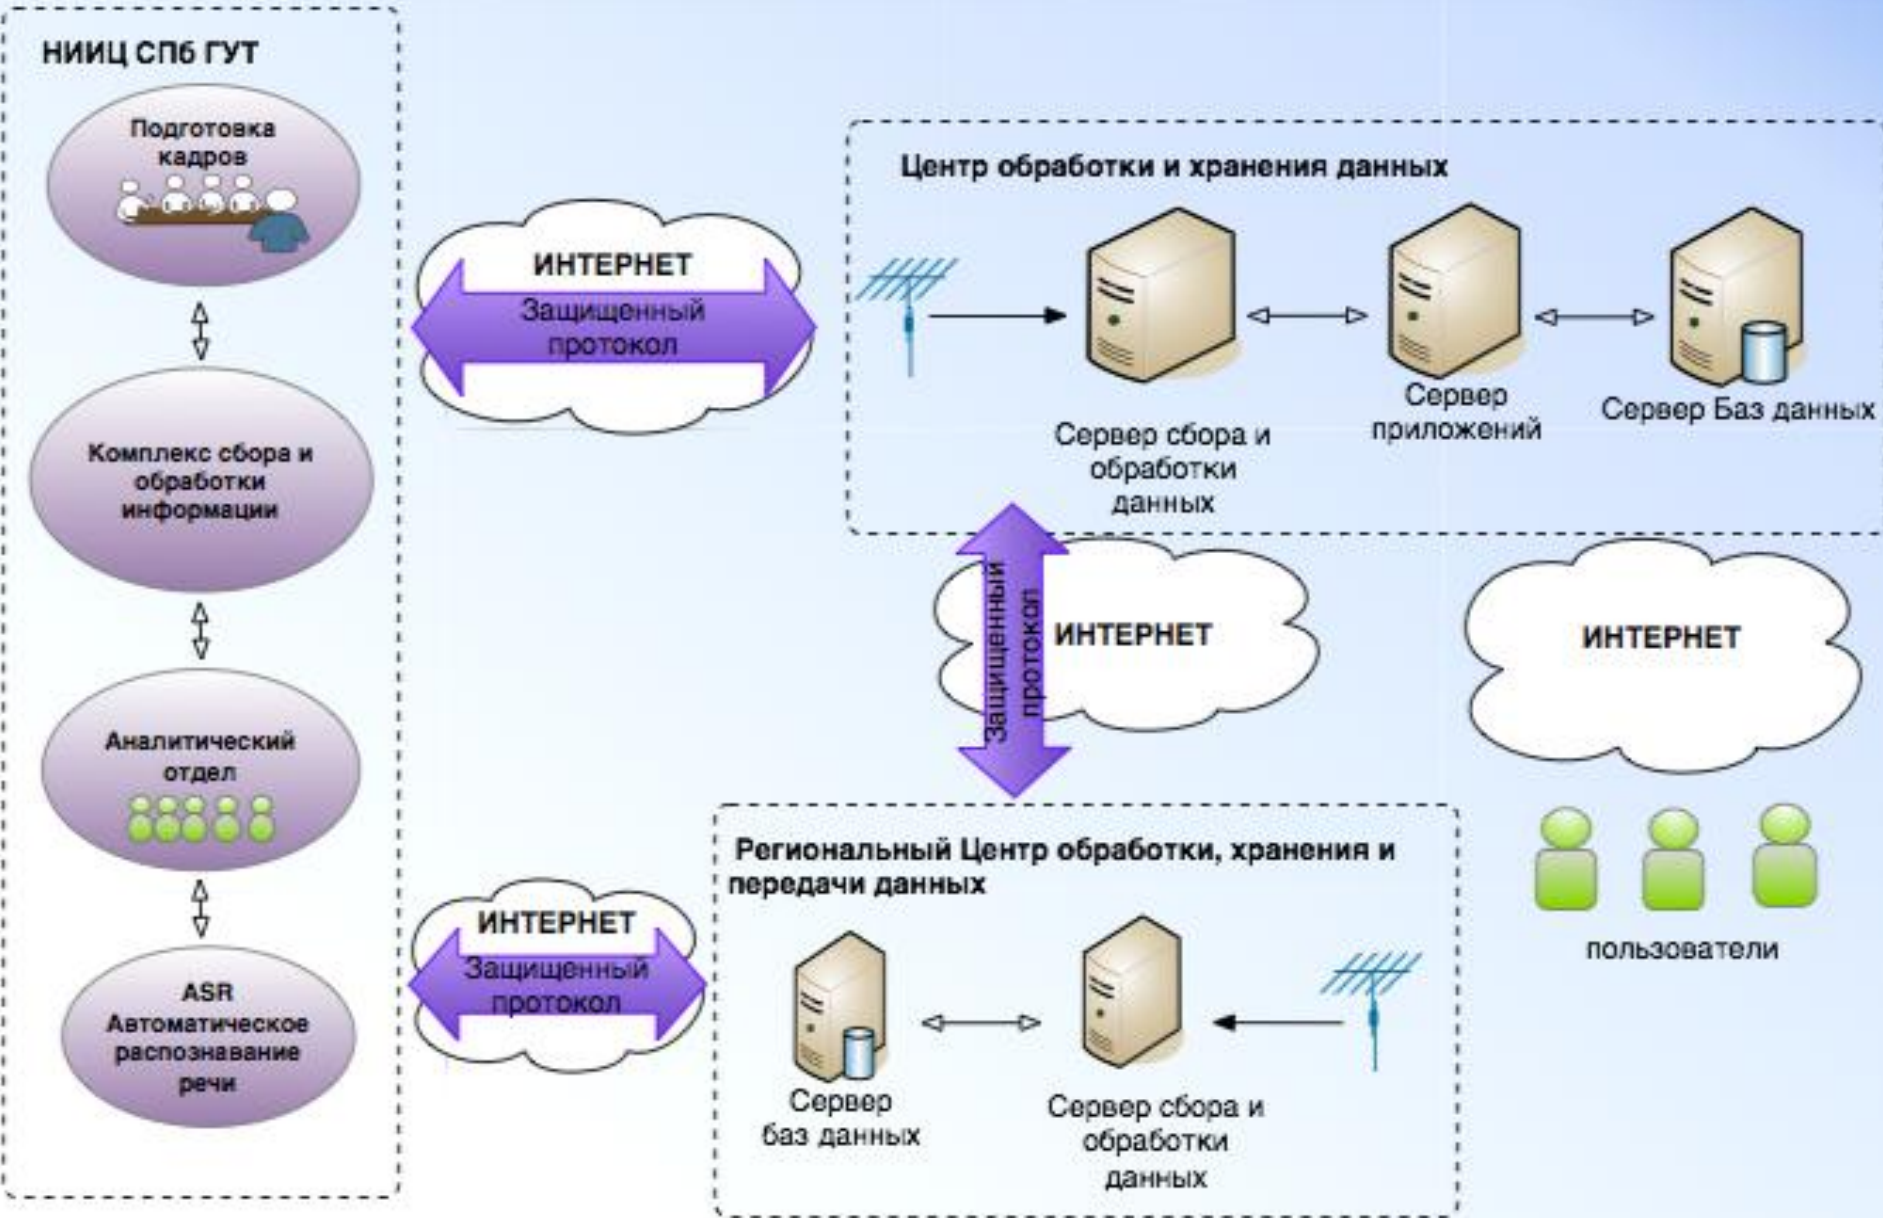 НИИЦ СПб ГУТ
Подготовка
кадров
Комплекс сбора и
обработки
информации
Аналитический
отдел
ASR
Автоматическое
распознавание
речи
ИНТЕРНЕТ
Защищенный
протокол
Центр обработки и хранения данных
Сервер сбора и
обработки
данных
Сервер
приложений
Сервер Баз данных
Защищенный
протокол
ИНТЕРНЕТ
ИНТЕРНЕТ
пользователи
ИНТЕРНЕТ
Защищенный
протокол
Региональный Центр обработки, хранения и
передачи данных
Сервер
баз данных
Сервер сбора и
обработки
данных